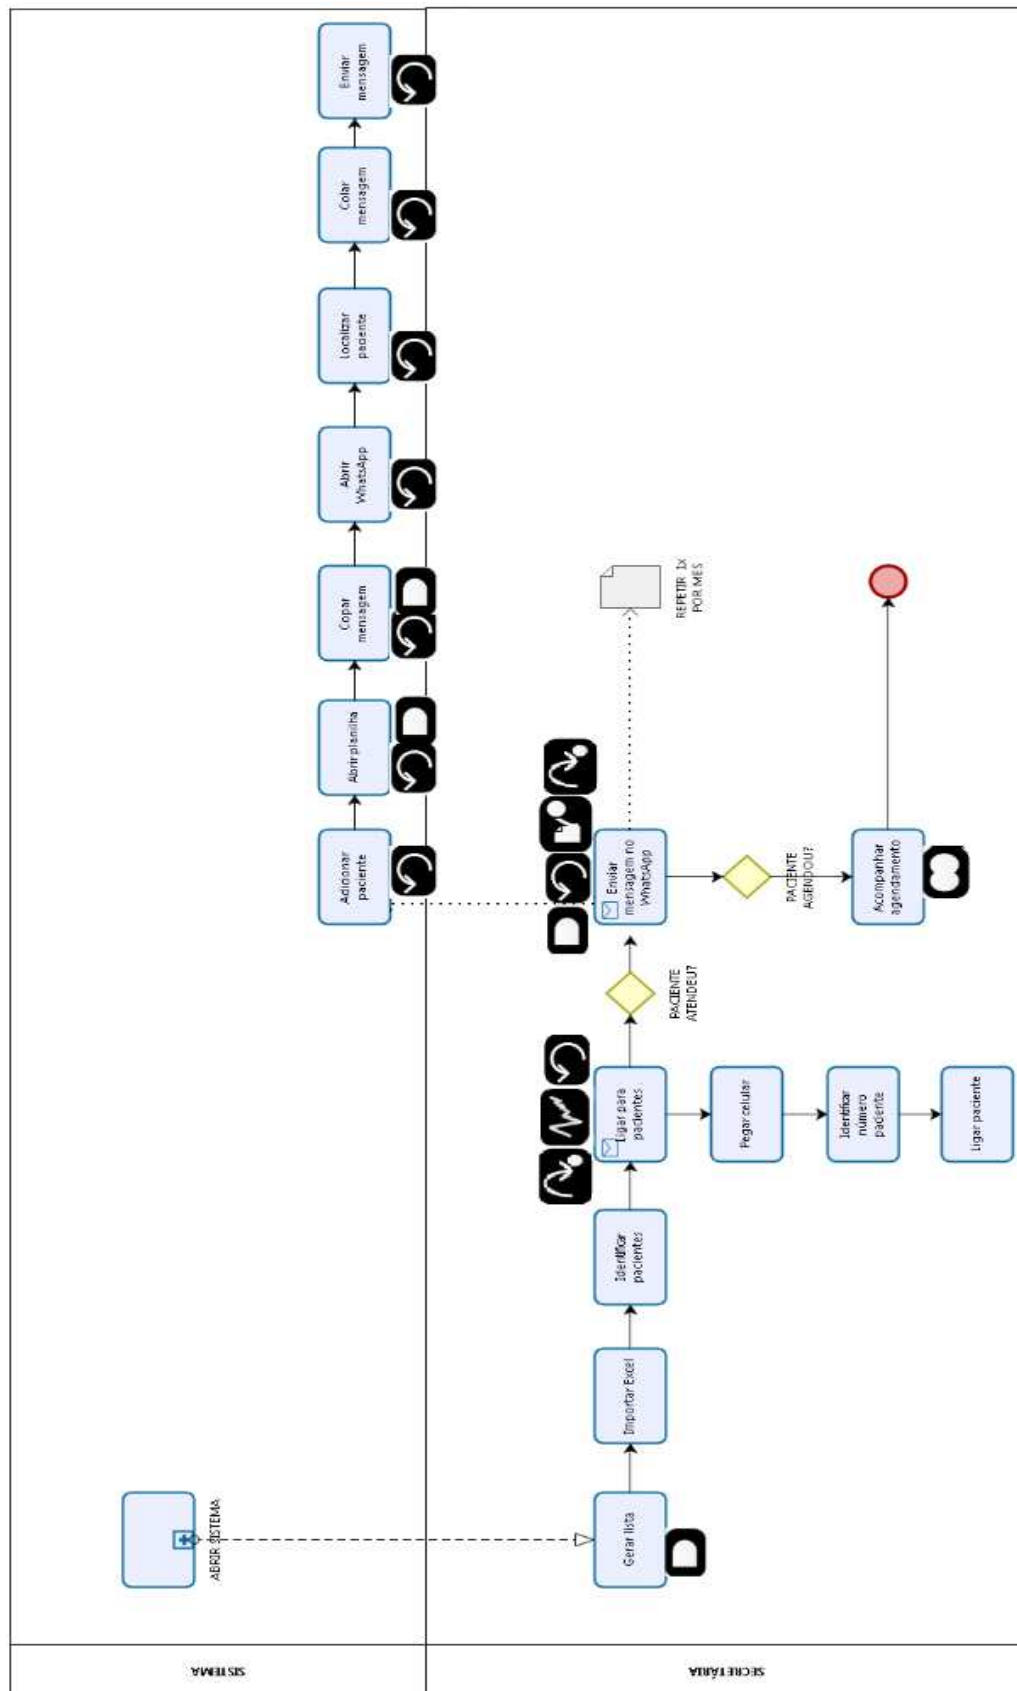 SISTEMA
ABRIR SISTEMA
Adicionar
paciente
Abrir planilha
Copar
mensagem
Abrir
WhatsApp
Localizar
paciente
Colar
mensagem
Enviar
mensagem
SECRETÁRIA
Gerar lista
Importar Excel
Identificar
pacientes
Ligar para
pacientes
Pegar celular
Identificar
número
paciente
Ligar paciente
PACIENTE
ATENDEU?
Enviar
mensagem no
WhatsApp
REPETIR 1X
POR MES
PACIENTE
AGENDOU?
Acompanhar
agendamento